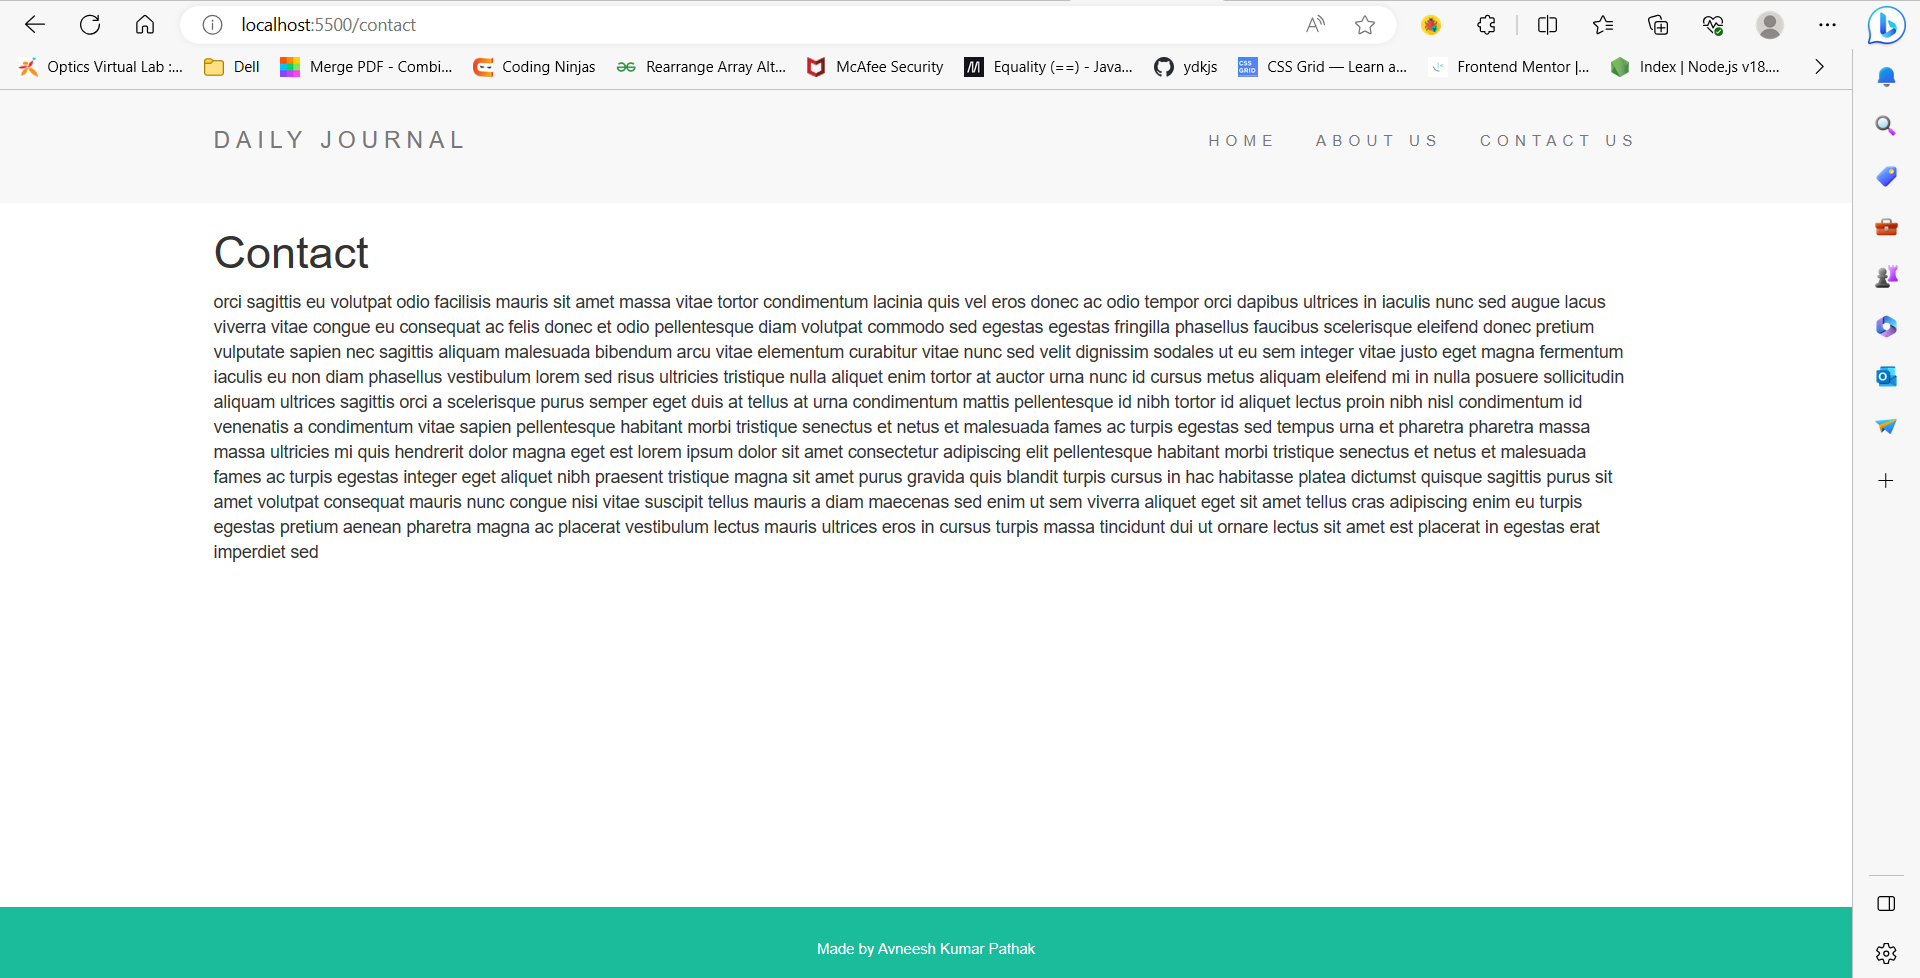 localhost:5500/contact
Optics Virtual Lab :... Dell Merge PDF - Combi... Coding Ninjas Rearrange Array Alt... McAfee Security Equality (==) - Java... ydkjs CSS Grid — Learn a... Frontend Mentor |... Index | Node.js v18....
DAILY JOURNAL HOME ABOUT US CONTACT US
Contact
orci sagittis eu volutpat odio facilisis mauris sit amet massa vitae tortor condimentum lacinia quis vel eros donec ac odio tempor orci dapibus ultrices in iaculis nunc sed augue lacus
viverra vitae congue eu consequat ac felis donec et odio pellentesque diam volutpat commodo sed egestas egestas fringilla phasellus faucibus scelerisque eleifend donec pretium
vulputate sapien nec sagittis aliquam malesuada bibendum arcu vitae elementum curabitur vitae nunc sed velit dignissim sodales ut eu sem integer vitae justo eget magna fermentum
iaculis eu non diam phasellus vestibulum lorem sed risus ultricies tristique nulla aliquet enim tortor at auctor urna nunc id cursus metus aliquam eleifend mi in nulla posuere sollicitudin
aliquam ultrices sagittis orci a scelerisque purus semper eget duis at tellus at urna condimentum mattis pellentesque id nibh tortor id aliquet lectus proin nibh nisl condimentum id
venenatis a condimentum vitae sapien pellentesque habitant morbi tristique senectus et netus et malesuada fames ac turpis egestas sed tempus urna et pharetra pharetra massa
massa ultricies mi quis hendrerit dolor magna eget est lorem ipsum dolor sit amet consectetur adipiscing elit pellentesque habitant morbi tristique senectus et netus et malesuada
fames ac turpis egestas integer eget aliquet nibh praesent tristique magna sit amet purus gravida quis blandit turpis cursus in hac habitasse platea dictumst quisque sagittis purus sit
amet volutpat consequat mauris nunc congue nisi vitae suscipit tellus mauris a diam maecenas sed enim ut sem viverra aliquet eget sit amet tellus cras adipiscing enim eu turpis
egestas pretium aenean pharetra magna ac placerat vestibulum lectus mauris ultrices eros in cursus turpis massa tincidunt dui ut ornare lectus sit amet est placerat in egestas erat
imperdiet sed
Made by Avneesh Kumar Pathak